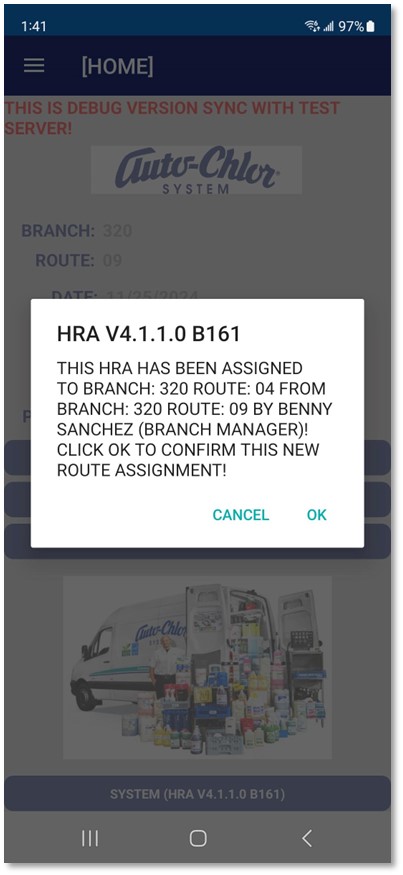 1:41
97%
[HOME]
THIS IS DEBUG VERSION SYNC WITH TEST
SERVER!
Auto-Chlor
SYSTEM
BRANCH: 320
ROUTE: 09
DATE: 11/25/2024
HRA V4.1.1.0 B161
THIS HRA HAS BEEN ASSIGNED
TO BRANCH: 320 ROUTE: 04 FROM
BRANCH: 320 ROUTE: 09 BY BENNY
SANCHEZ (BRANCH MANAGER)!
CLICK OK TO CONFIRM THIS NEW
ROUTE ASSIGNMENT!
CANCEL OK
P
Auto-Chlor
SYSTEM (HRA V4.1.1.0 B161)